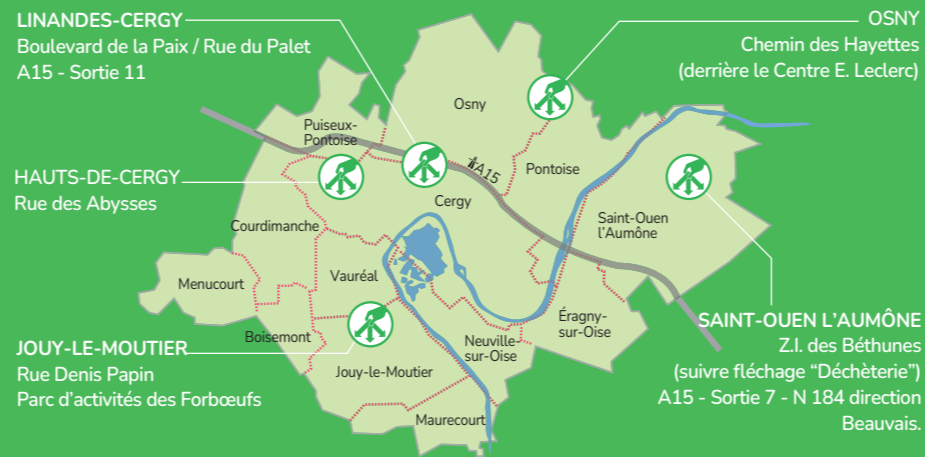 LINANDES-CERGY
Boulevard de la Paix / Rue du Palet
A15 - Sortie 11
OSNY
Chemin des Hayettes
(derrière le Centre E. Leclerc)
HAUTS-DE-CERGY
Rue des Abysses
JOUY-LE-MOUTIER
Rue Denis Papin
Parc d’activités des Forbœufs
SAINT-OUEN L’AUMÔNE
Z.I. des Béthunes
(suivre fléchage “Déchèterie”)
A15 - Sortie 7 - N 184 direction
Beauvais.
Osny
Puiseux-
Pontoise
A15
Pontoise
Cergy
Saint-Ouen
l’Aumône
Courdimanche
Vauréal
Menucourt
Boisemont
Éragny-
sur-Oise
Neuville-
sur-Oise
Jouy-le-Moutier
Maurecourt